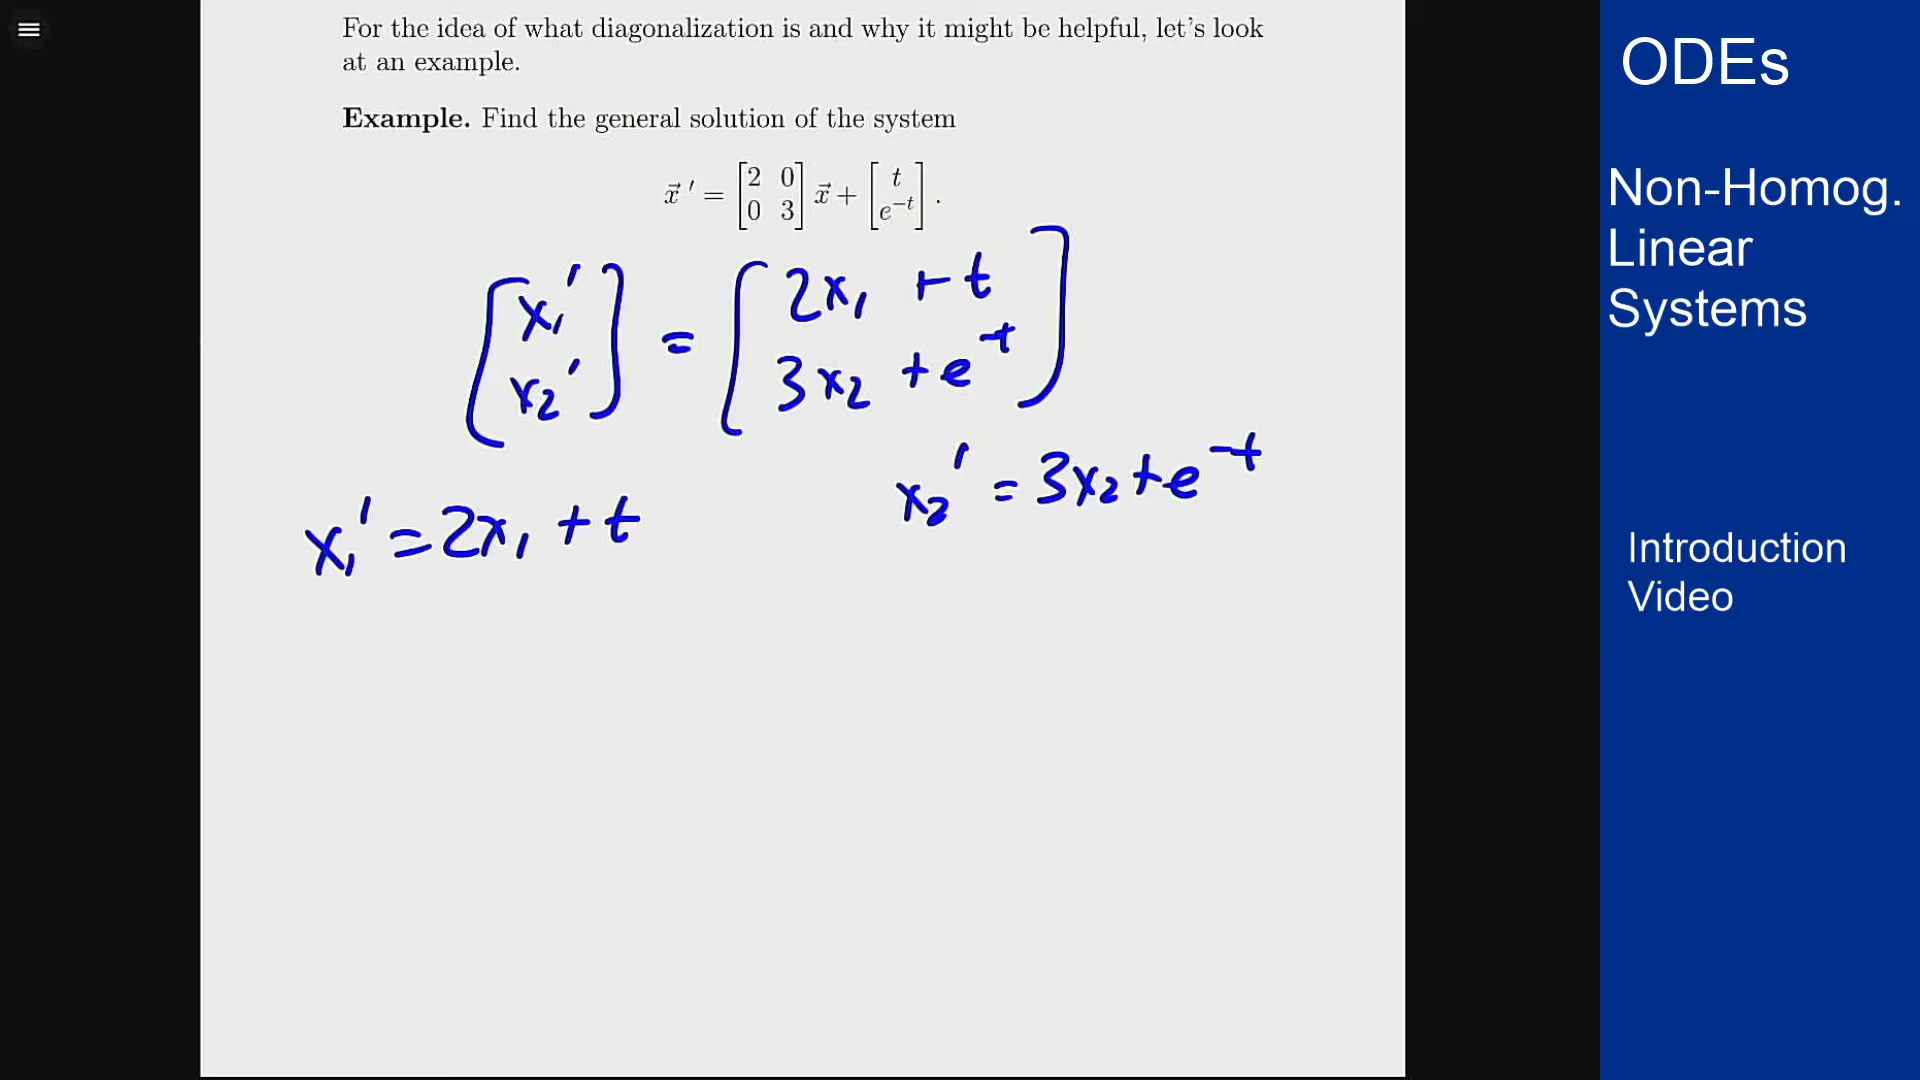 For the idea of what diagonalization is and why it might be helpful, let's look
at an example.
Example. Find the general solution of the system
x⃗ ′ = [2 0; 0 3] x⃗ + [t; e^{-t}] .
[x₁′; x₂′] = [2x₁ + t; 3x₂ + e^{-t}]
x₁′ = 2x₁ + t
x₂′ = 3x₂ + e^{-t}
ODEs
Non-Homog.
Linear
Systems
Introduction
Video